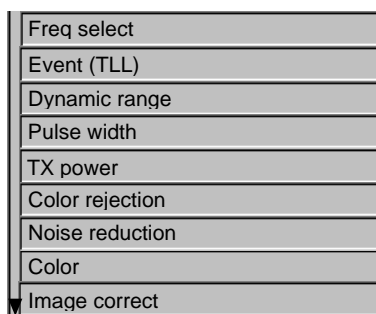 Freq select
Event (TLL)
Dynamic range
Pulse width
TX power
Color rejection
Noise reduction
Color
Image correct